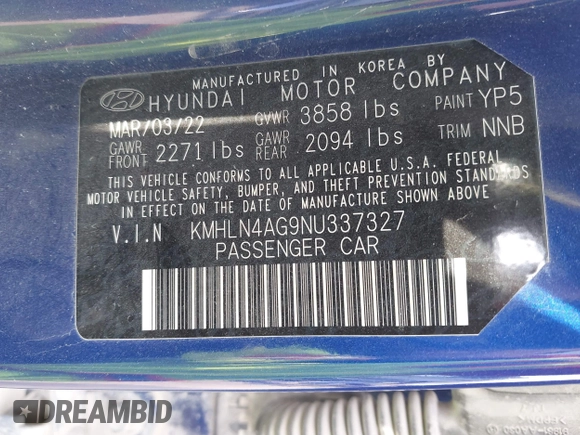 MANUFACTURED IN KOREA BY
HYUNDAI MOTOR COMPANY
MAR/03/22 GVWR 3858 lbs PAINT YP5
GAWR FRONT 2271 lbs GAWR REAR 2094 lbs TRIM NNB
THIS VEHICLE CONFORMS TO ALL APPLICABLE U.S.A. FEDERAL
MOTOR VEHICLE SAFETY, BUMPER, AND THEFT PREVENTION STANDARDS
IN EFFECT ON THE DATE OF MANUFACTURE SHOWN ABOVE.
V.I.N KMHLN4AG9NU337327
PASSENGER CAR
DREAMBID